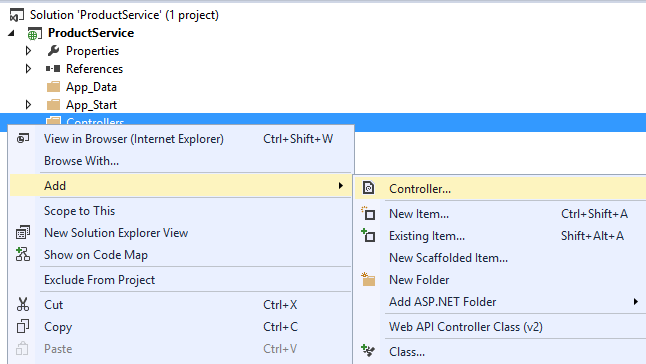 Solution 'ProductService' (1 project)
ProductService
Properties
References
App_Data
App_Start
Controllers
View in Browser (Internet Explorer) Ctrl+Shift+W
Browse With...
Add
Scope to This
New Solution Explorer View
Show on Code Map
Exclude From Project
Cut Ctrl+X
Copy Ctrl+C
Paste Ctrl+V
Controller...
New Item... Ctrl+Shift+A
Existing Item... Shift+Alt+A
New Scaffolded Item...
New Folder
Add ASP.NET Folder
Web API Controller Class (v2)
Class...